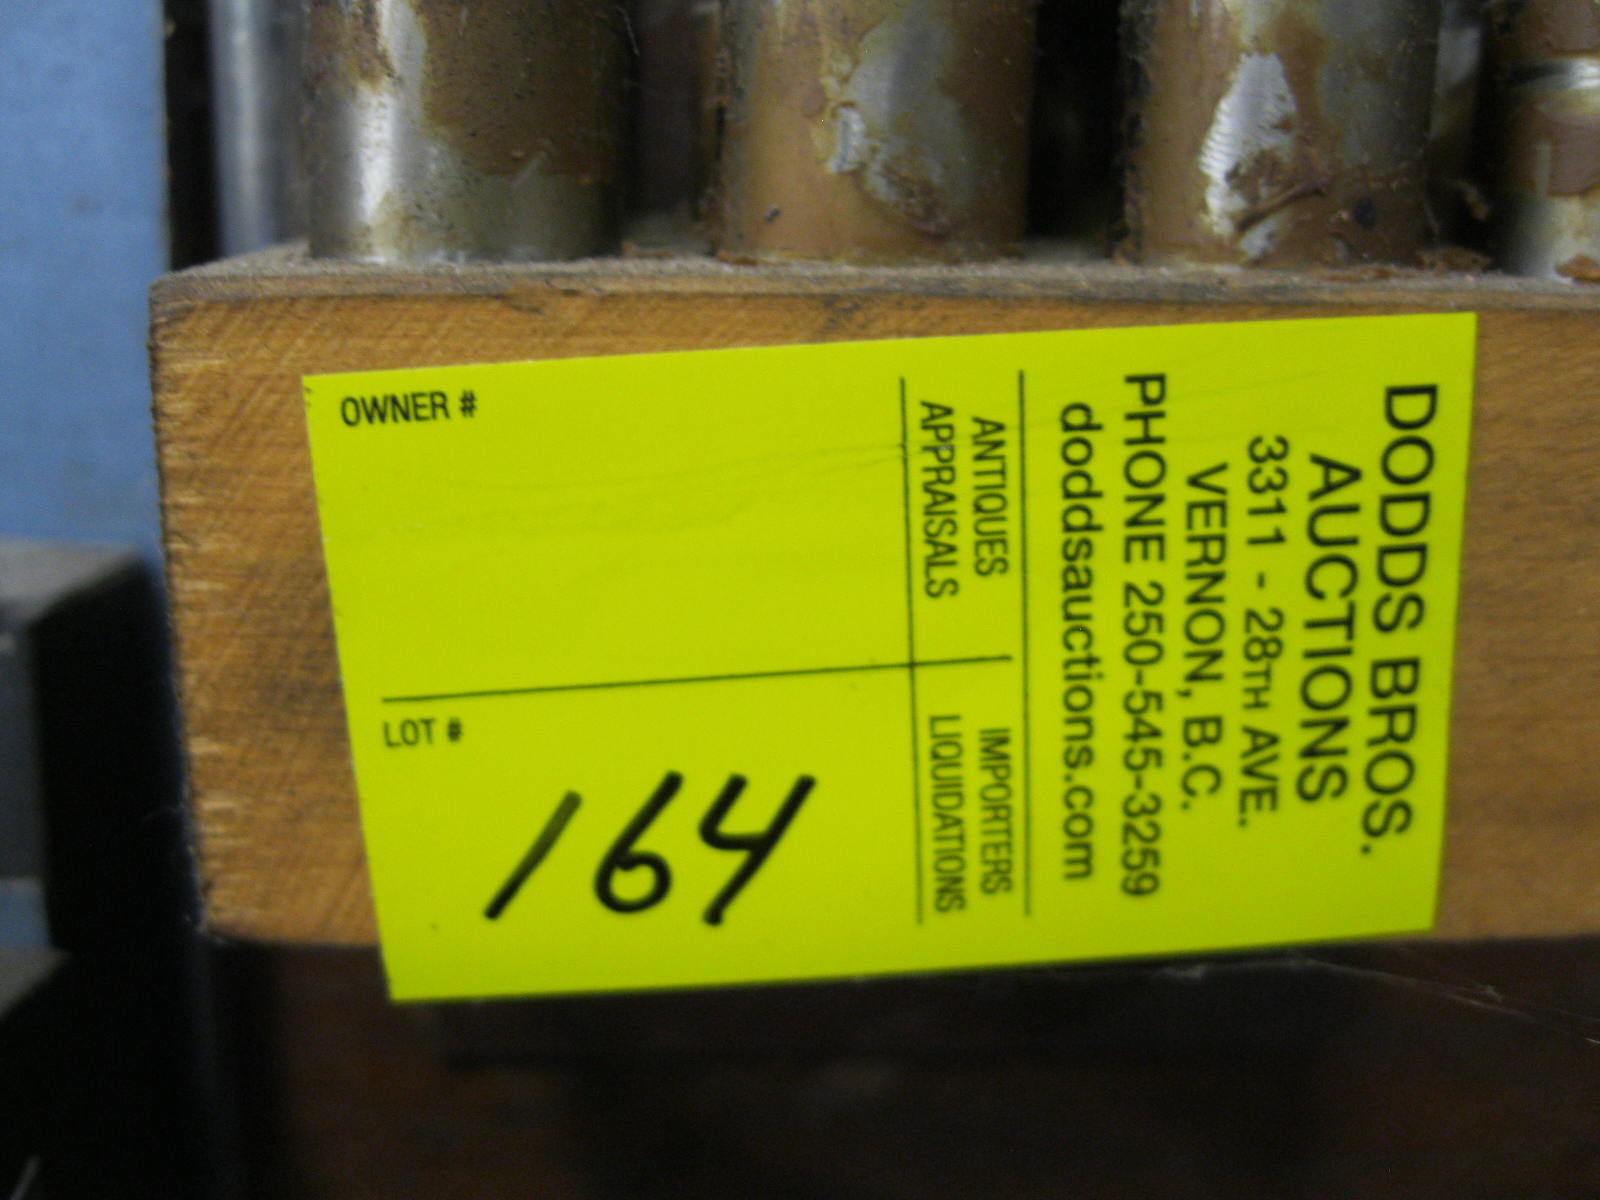 DODDS BROS.
AUCTIONS
3311 - 28TH AVE.
VERNON, B.C.
PHONE 250-545-3259
doddsauctions.com
ANTIQUES
APPRAISALS
IMPORTERS
LIQUIDATIONS
OWNER #
LOT #
164